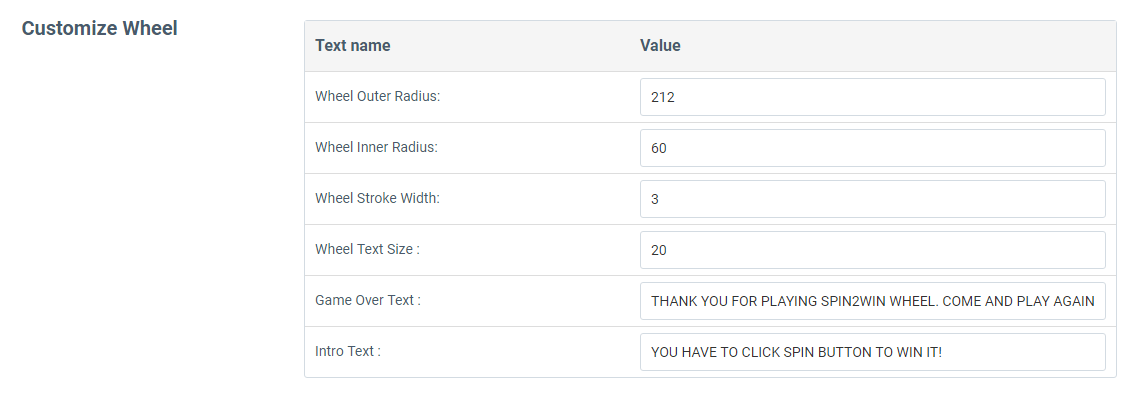 Customize Wheel
Text name Value
Wheel Outer Radius: 212
Wheel Inner Radius: 60
Wheel Stroke Width: 3
Wheel Text Size : 20
Game Over Text : THANK YOU FOR PLAYING SPIN2WIN WHEEL. COME AND PLAY AGAIN
Intro Text : YOU HAVE TO CLICK SPIN BUTTON TO WIN IT!